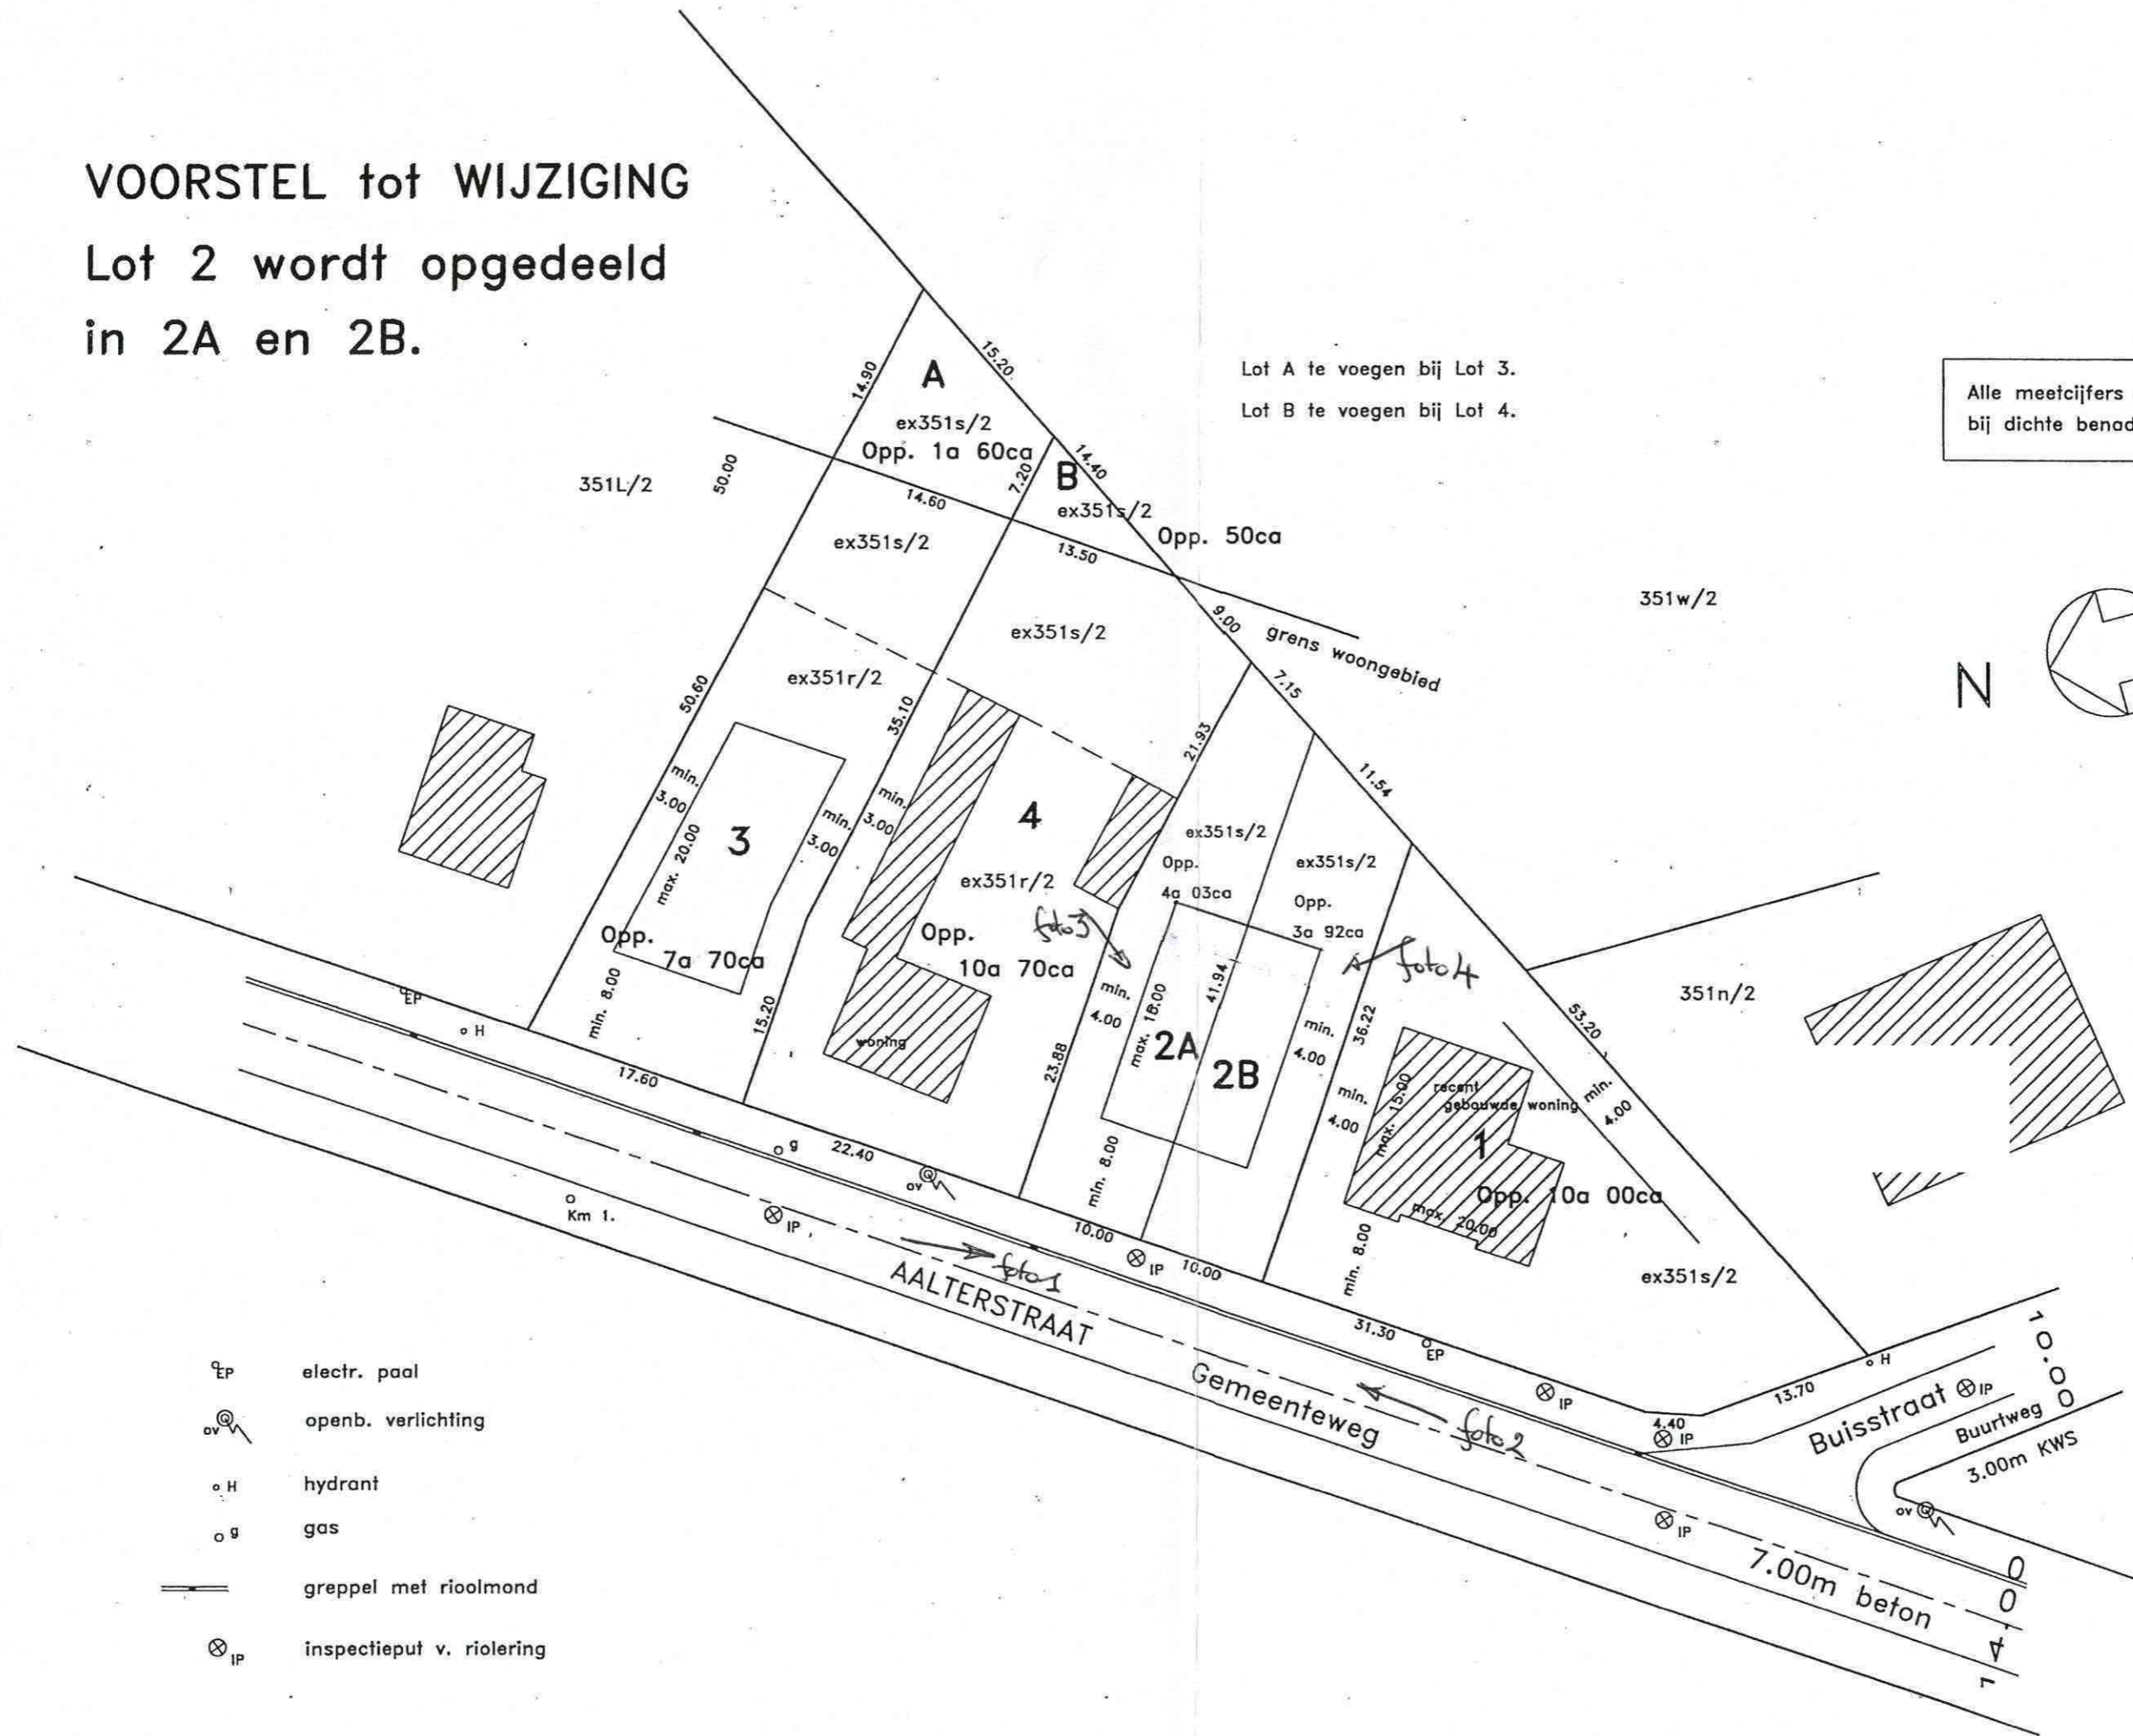 VOORSTEL tot WIJZIGING
Lot 2 wordt opgedeeld
in 2A en 2B.
Lot A te voegen bij Lot 3.
Lot B te voegen bij Lot 4.
Alle meetcijfers
bij dichte benad
14.90
A
15.20
ex351s/2
Opp. 1a 60ca
50.00
351L/2
14.60
7.20
B
14.40
ex351s/2
Opp. 50ca
13.50
ex351s/2
ex351s/2
9.00
grens woongebied
351w/2
N
7.15
ex351r/2
50.60
35.10
21.93
11.54
min.
3.00
max. 20.00
3
min.
3.00
min.
3.00
4
ex351r/2
Opp.
7a 70ca
Opp.
10a 70ca
foto3
ex351s/2
Opp.
4a 03ca
ex351s/2
Opp.
3a 92ca
foto4
351n/2
53.20
min. 8.00
15.20
woning
23.88
min.
4.00
max. 18.00
41.94
2A
2B
min.
4.00
36.22
min.
4.00
max. 15.00
recent
gebouwde woning
1
min.
4.00
Opp. 10a 00ca
max. 20.00
ex351s/2
EP
H
17.60
g
22.40
OV
min. 8.00
min. 8.00
Km 1.
IP
10.00
IP
10.00
foto1
AALTERSTRAAT
31.30
EP
IP
Gemeenteweg
foto2
4.40
IP
13.70
H
10.00
Buisstraat
IP
Buurtweg
3.00m KWS
OV
IP
7.00m beton
EP electr. paal
OV openb. verlichting
H hydrant
g gas
greppel met rioolmond
IP inspectieput v. riolering